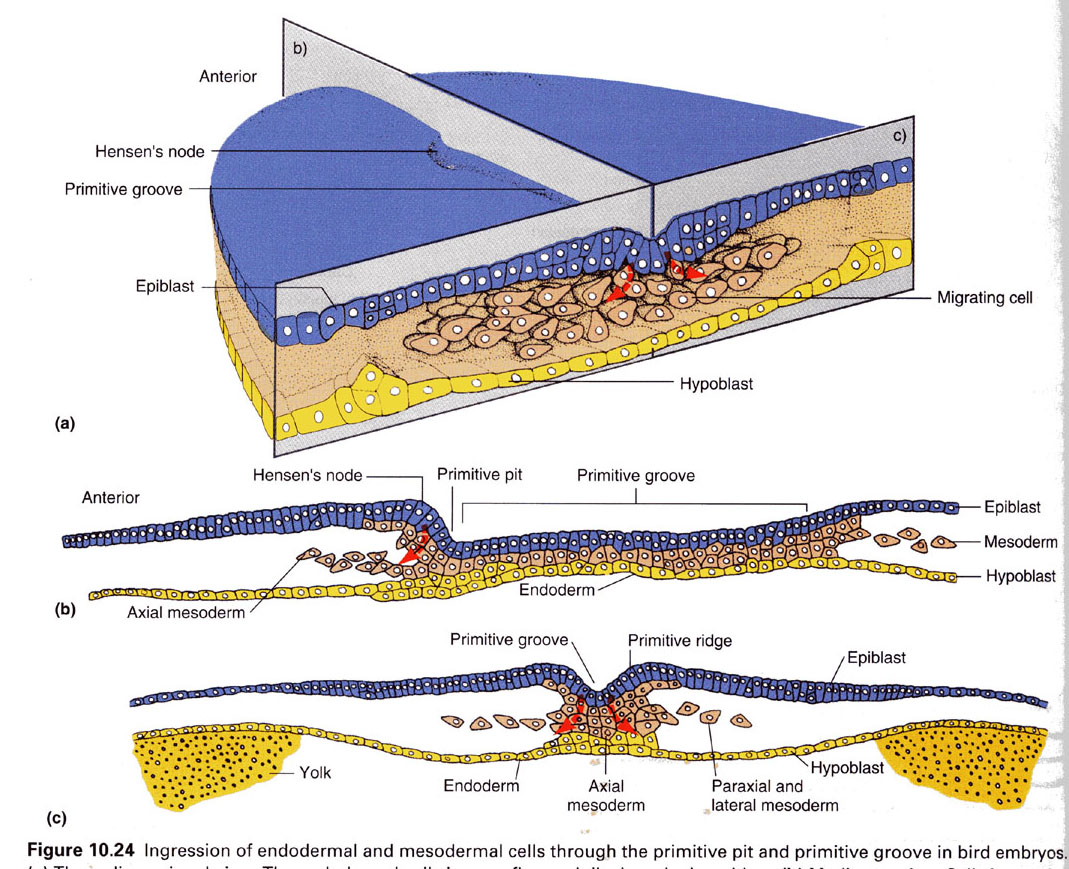 b)
Anterior
c)
Hensen's node
Primitive groove
Epiblast
Migrating cell
Hypoblast
(a)
Hensen's node
Primitive pit
Primitive groove
Anterior
Epiblast
Mesoderm
Hypoblast
Endoderm
(b)
Axial mesoderm
Primitive groove
Primitive ridge
Epiblast
Yolk
Endoderm
Axial
mesoderm
Paraxial and
lateral mesoderm
Hypoblast
(c)
Figure 10.24 Ingression of endodermal and mesodermal cells through the primitive pit and primitive groove in bird embryos.